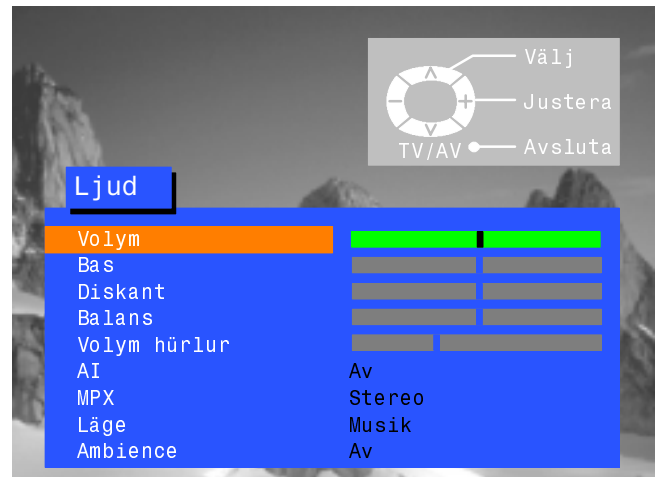 Välj
Justera
TV/AV Avsluta
Ljud
Volym
Bas
Diskant
Balans
Volym hürlur
AI Av
MPX Stereo
Läge Musik
Ambience Av